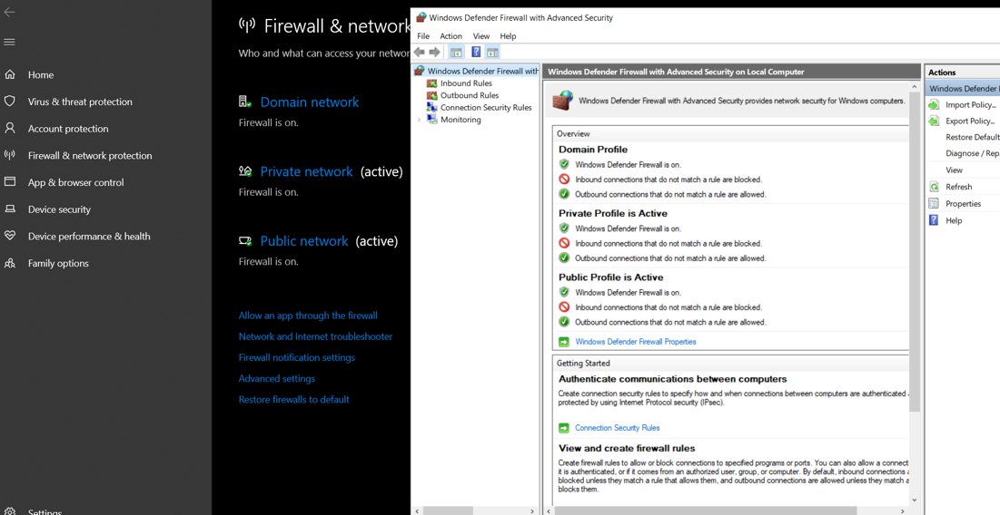 Home
Virus & threat protection
Account protection
Firewall & network protection
App & browser control
Device security
Device performance & health
Family options
Settings
Firewall & network
Who and what can access your networ
Domain network
Firewall is on.
Private network (active)
Firewall is on.
Public network (active)
Firewall is on.
Allow an app through the firewall
Network and Internet troubleshooter
Firewall notification settings
Advanced settings
Restore firewalls to default
Windows Defender Firewall with Advanced Security
File Action View Help
Windows Defender Firewall with
Inbound Rules
Outbound Rules
Connection Security Rules
Monitoring
Windows Defender Firewall with Advanced Security on Local Computer
Windows Defender Firewall with Advanced Security provides network security for Windows computers.
Overview
Domain Profile
Windows Defender Firewall is on.
Inbound connections that do not match a rule are blocked.
Outbound connections that do not match a rule are allowed.
Private Profile is Active
Windows Defender Firewall is on.
Inbound connections that do not match a rule are blocked.
Outbound connections that do not match a rule are allowed.
Public Profile is Active
Windows Defender Firewall is on.
Inbound connections that do not match a rule are blocked.
Outbound connections that do not match a rule are allowed.
Windows Defender Firewall Properties
Getting Started
Authenticate communications between computers
Create connection security rules to specify how and when connections between computers are authenticated
protected by using Internet Protocol security (IPsec).
Connection Security Rules
View and create firewall rules
Create firewall rules to allow or block connections to specified programs or ports. You can also allow a connect
it is authenticated, or if it comes from an authorized user, group, or computer. By default, inbound connections
blocked unless they match a rule that allows them, and outbound connections are allowed unless they match a
blocks them.
Actions
Windows Defender
Import Policy...
Export Policy...
Restore Default
Diagnose / Rep
View
Refresh
Properties
Help